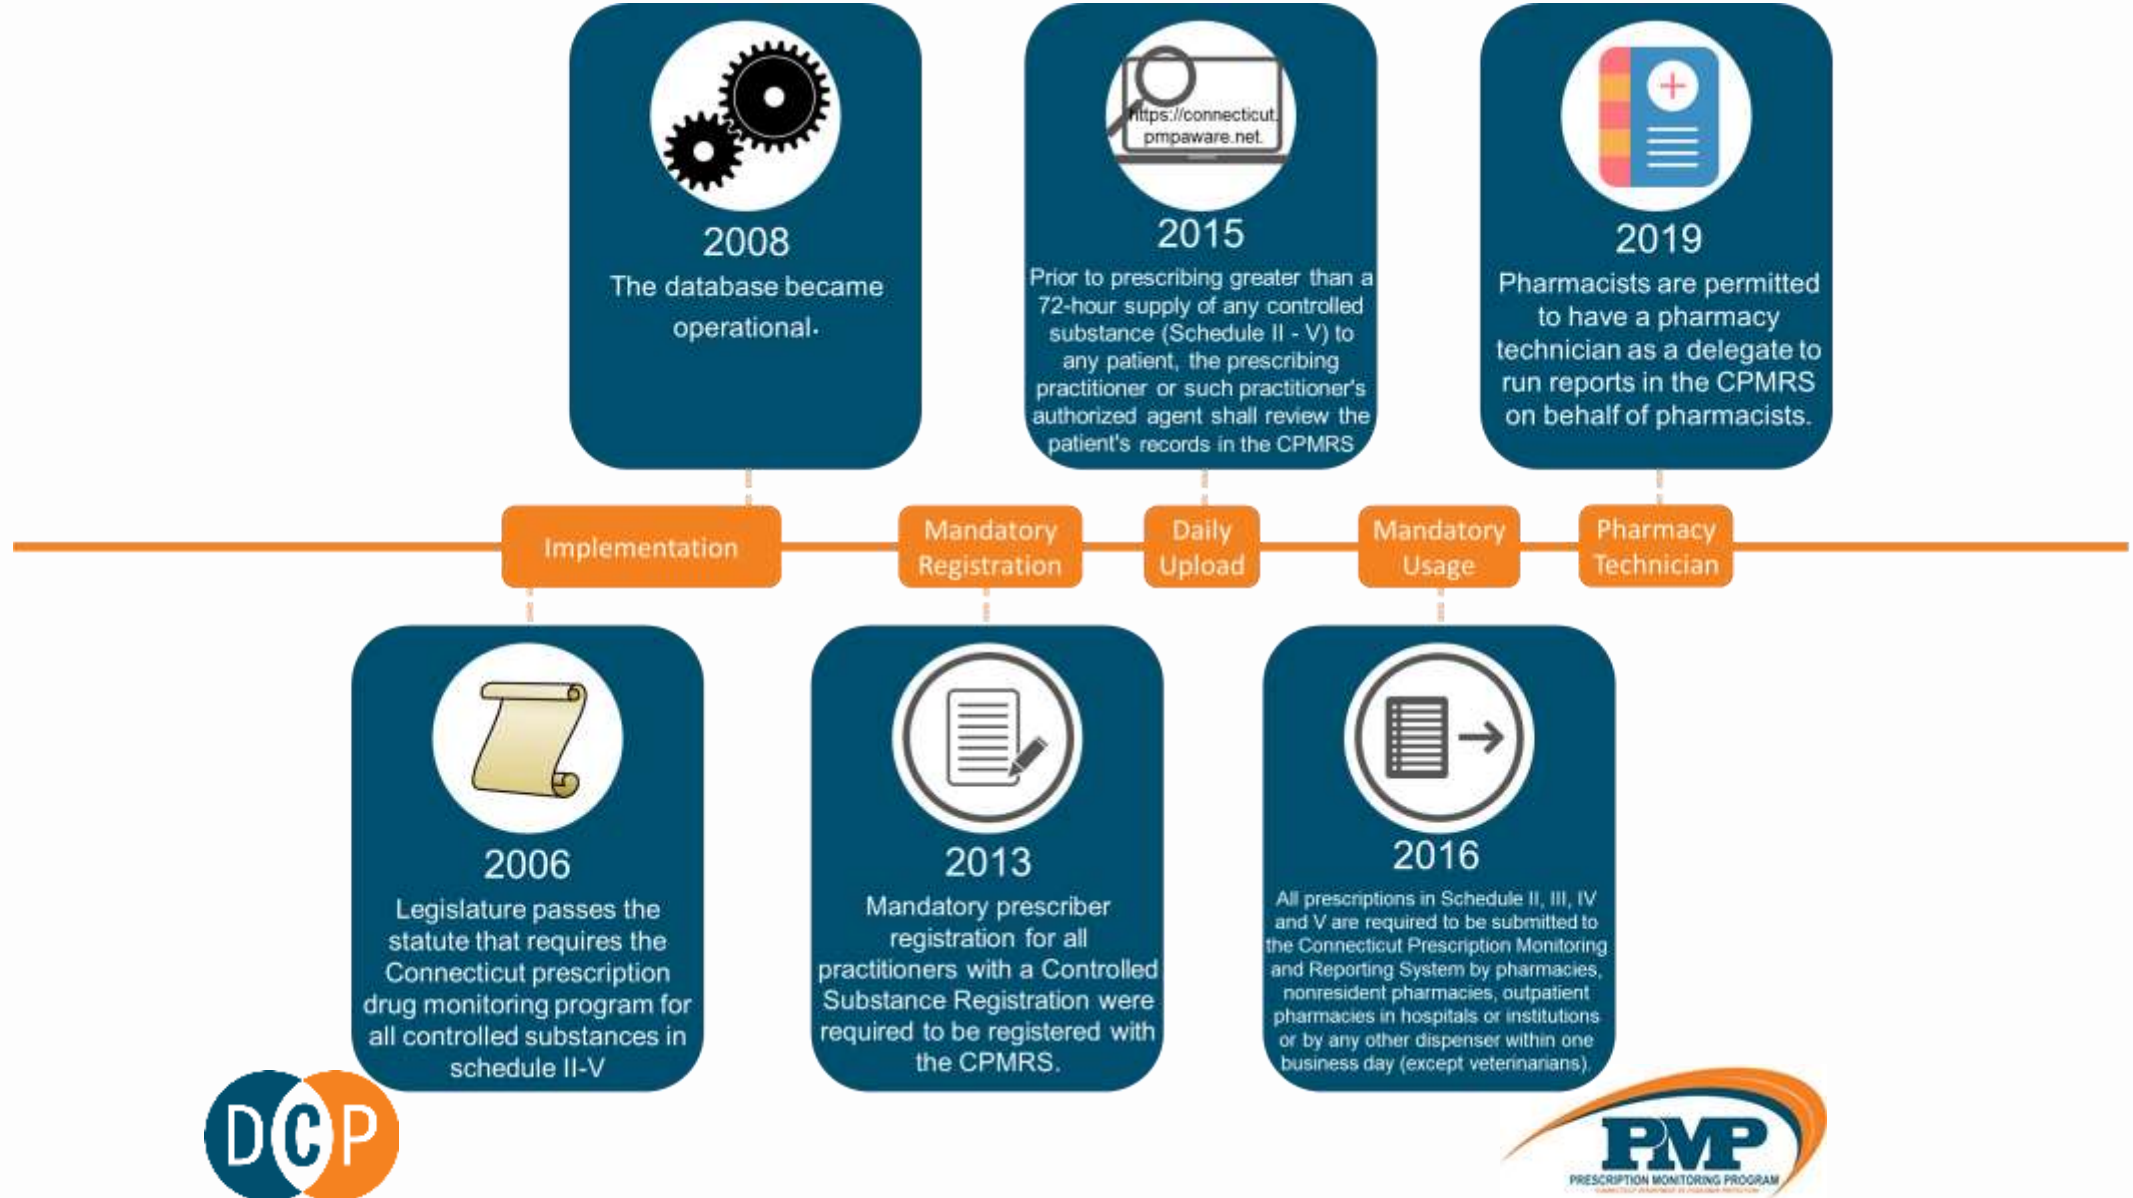 https://connecticut.
pmpaware.net.
2008
The database became
operational.
2015
Prior to prescribing greater than a
72-hour supply of any controlled
substance (Schedule II - V) to
any patient, the prescribing
practitioner or such practitioner's
authorized agent shall review the
patient's records in the CPMRS
2019
Pharmacists are permitted
to have a pharmacy
technician as a delegate to
run reports in the CPMRS
on behalf of pharmacists.
Implementation
Mandatory
Registration
Daily
Upload
Mandatory
Usage
Pharmacy
Technician
2006
Legislature passes the
statute that requires the
Connecticut prescription
drug monitoring program for
all controlled substances in
schedule II-V
2013
Mandatory prescriber
registration for all
practitioners with a Controlled
Substance Registration were
required to be registered with
the CPMRS.
2016
All prescriptions in Schedule II, III, IV
and V are required to be submitted to
the Connecticut Prescription Monitoring
and Reporting System by pharmacies,
nonresident pharmacies, outpatient
pharmacies in hospitals or institutions
or by any other dispenser within one
business day (except veterinarians).
DCP
PMP
PRESCRIPTION MONITORING PROGRAM